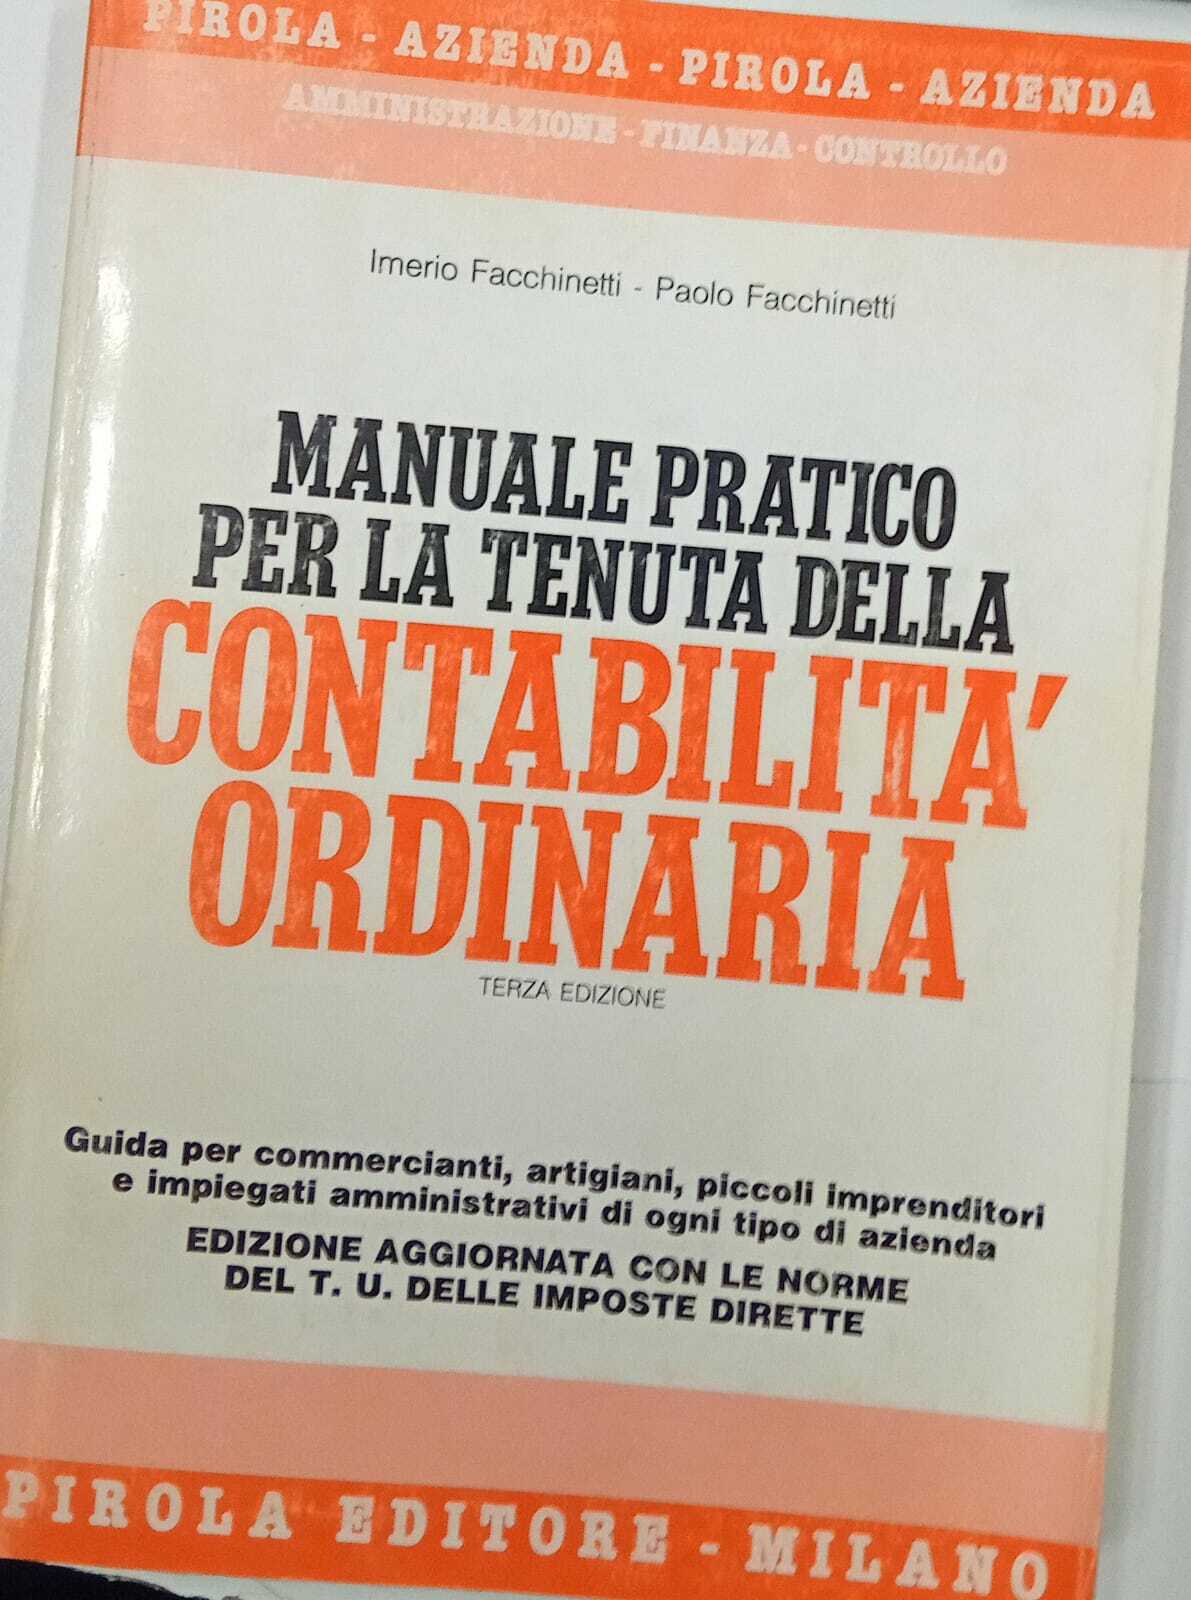 PIROLA - AZIENDA - PIROLA - AZIENDA
AMMINISTRAZIONE - FINANZA - CONTROLLO
Imerio Facchinetti - Paolo Facchinetti
MANUALE PRATICO
PER LA TENUTA DELLA
CONTABILITA'
ORDINARIA
TERZA EDIZIONE
Guida per commercianti, artigiani, piccoli imprenditori
e impiegati amministrativi di ogni tipo di azienda
EDIZIONE AGGIORNATA CON LE NORME
DEL T. U. DELLE IMPOSTE DIRETTE
PIROLA EDITORE - MILANO